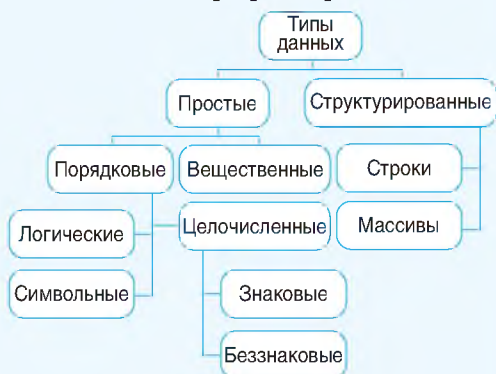 Типы
данных
Простые
Структурированные
Порядковые
Вещественные
Строки
Логические
Целочисленные
Массивы
Символьные
Знаковые
Беззнаковые